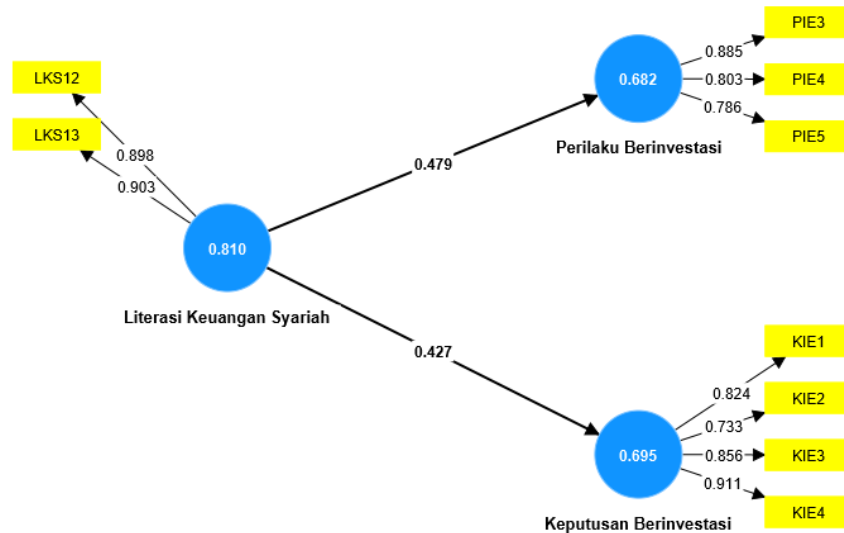 PIE3
0.885
PIE4
0.803
PIE5
0.786
0.682
Perilaku Berinvestasi
LKS12
LKS13
0.898
0.903
0.479
0.810
Literasi Keuangan Syariah
0.427
KIE1
0.824
KIE2
0.733
KIE3
0.856
KIE4
0.911
0.695
Keputusan Berinvestasi